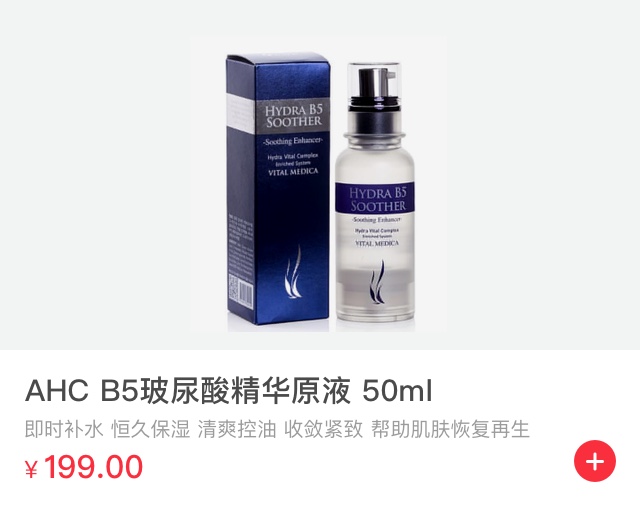 HYDRA B5
SOOTHER
-Soothing Enhancer-
Hydra Vital Complex
Enriched System
VITAL MEDICA
HYDRA B5
SOOTHER
-Soothing Enhancer-
Hydra Vital Complex
Enriched System
VITAL MEDICA
AHC B5玻尿酸精华原液 50ml
即时补水 恒久保湿 清爽控油 收敛紧致 帮助肌肤恢复再生
¥ 199.00